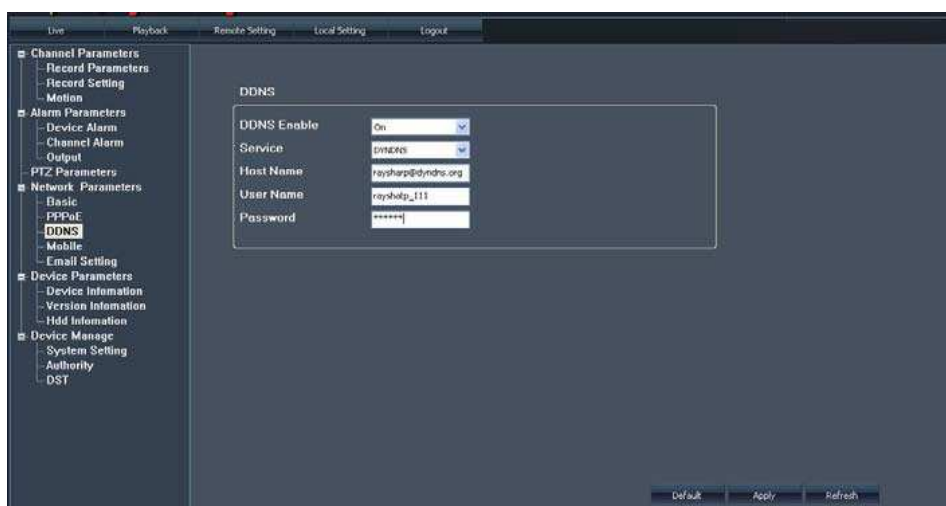 Live Playback Remote Setting Local Setting Logout
Channel Parameters
Record Parameters
Record Setting
Motion
Alarm Parameters
Device Alarm
Channel Alarm
Output
PTZ Parameters
Network Parameters
Basic
PPPoE
DDNS
Mobile
Email Setting
Device Parameters
Device Infomation
Version Infomation
Hdd Infomation
Device Manage
System Setting
Authority
DST
DDNS
DDNS Enable On
Service DYNDNS
Host Name raysharp@dyndns.org
User Name rayshatp_111
Password ******
Default Apply Refresh